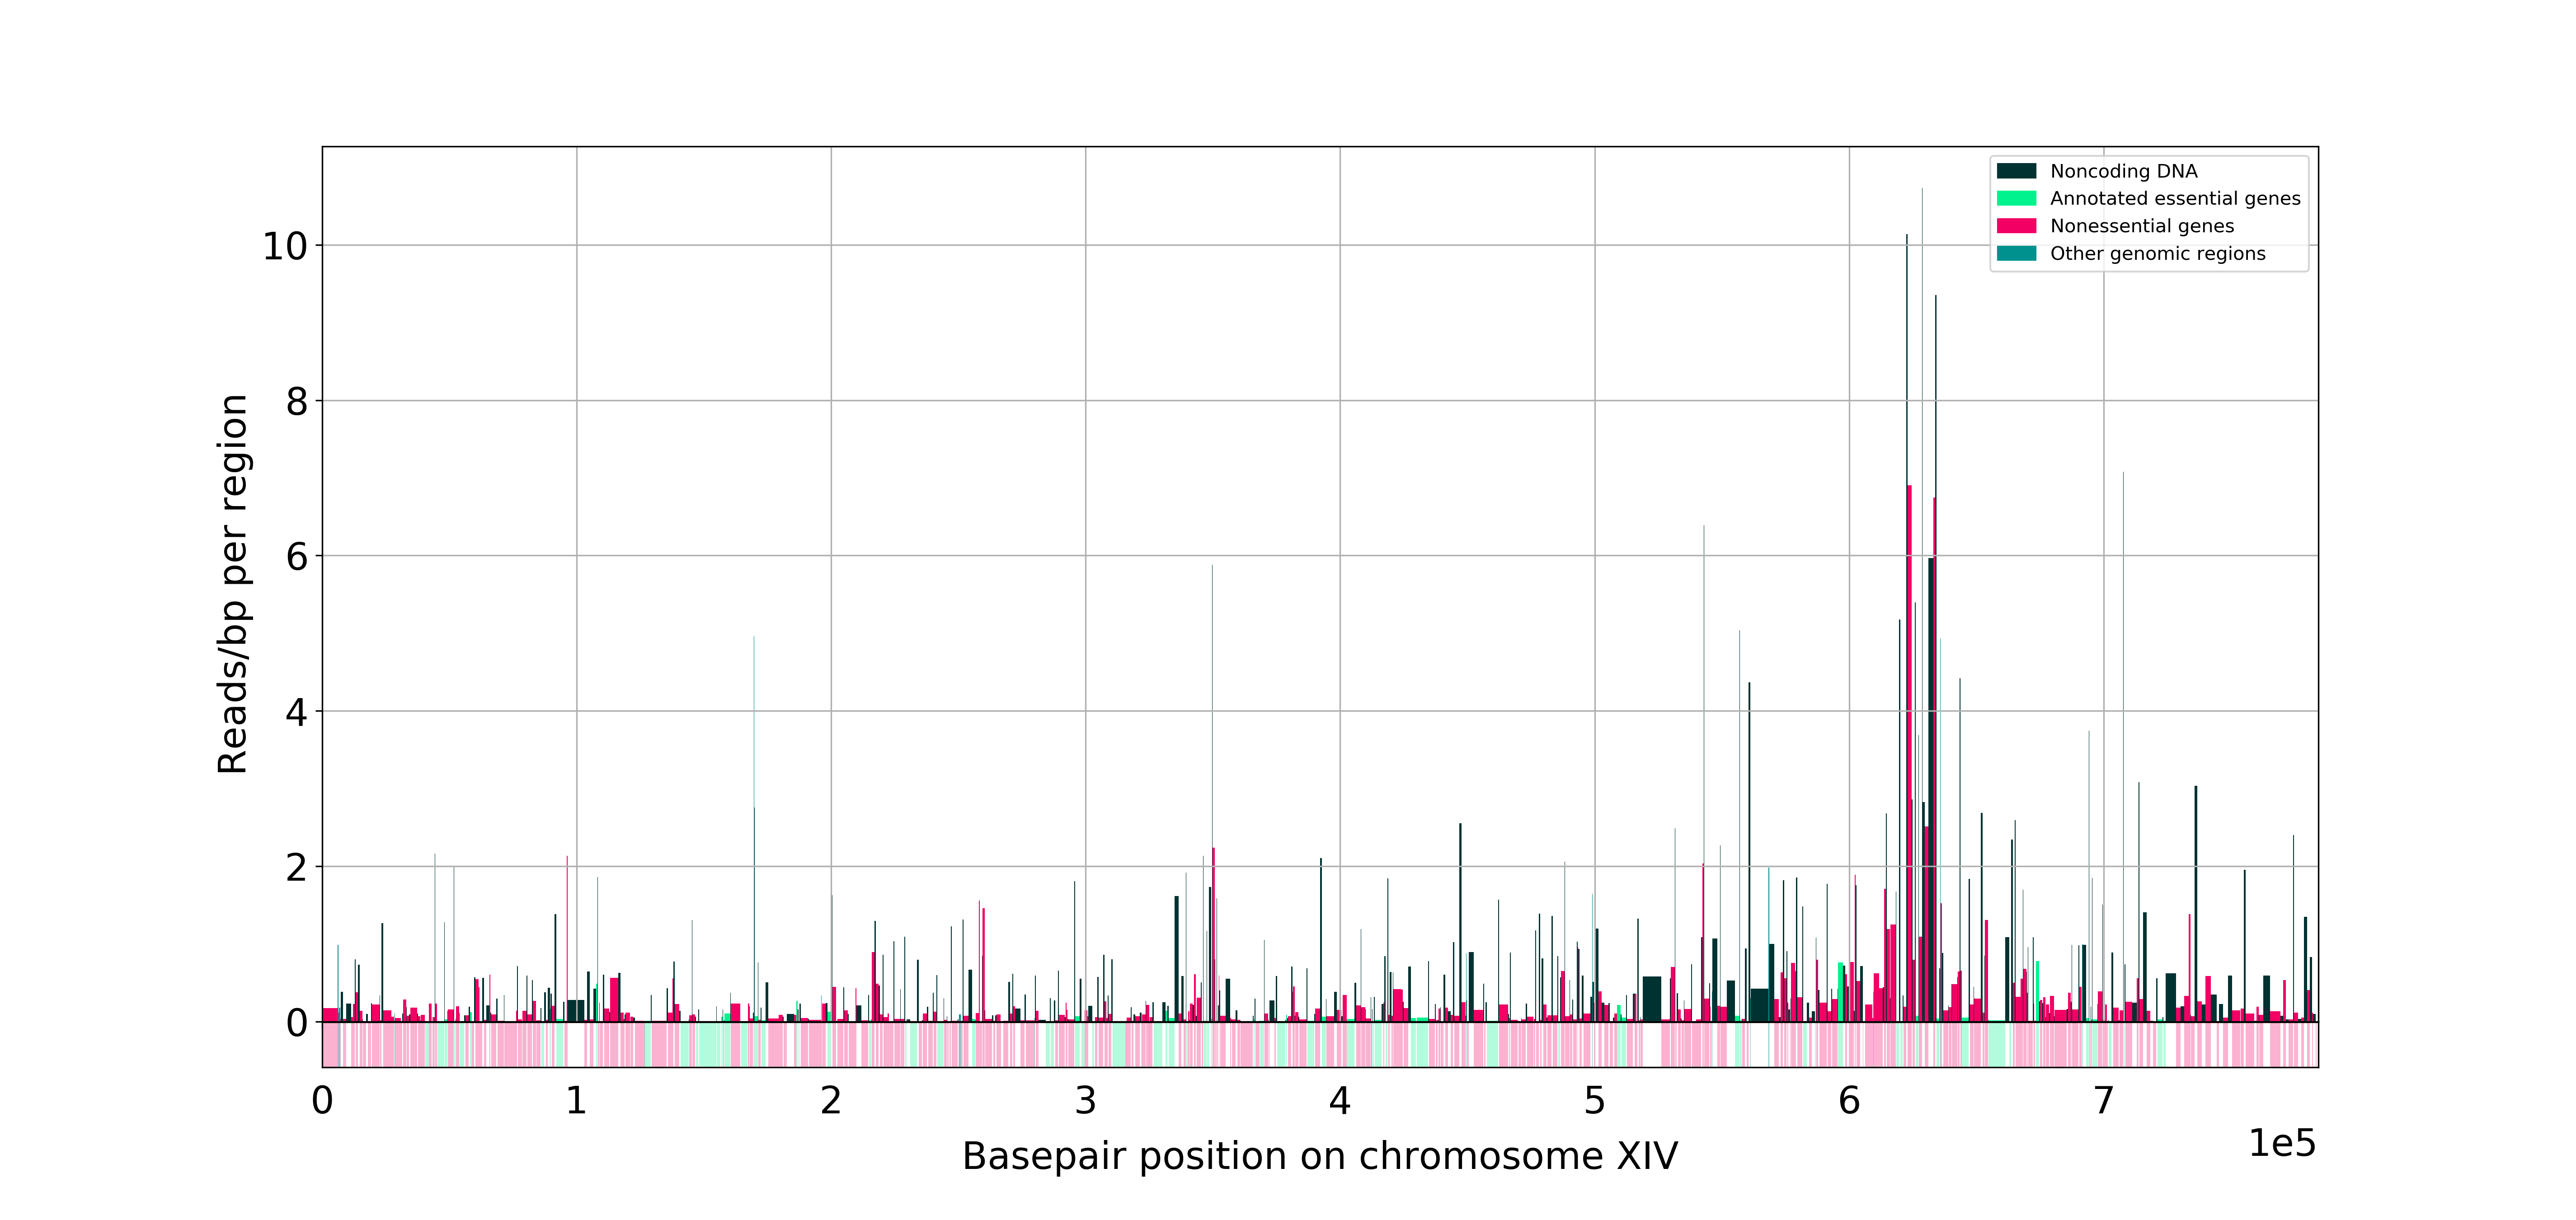 Noncoding DNA
Annotated essential genes
Nonessential genes
Other genomic regions
Reads/bp per region
10
8
6
4
2
0
0 1 2 3 4 5 6 7
1e5
Basepair position on chromosome XIV